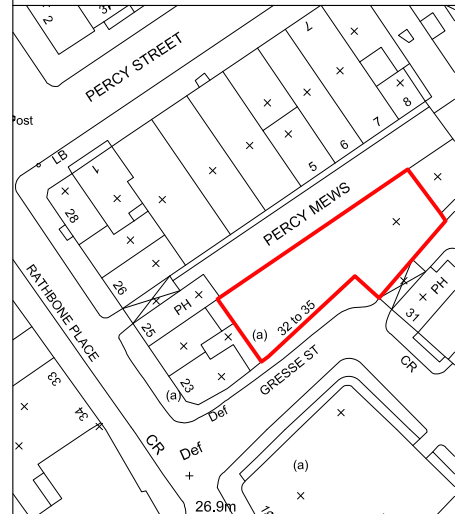 2
37
PERCY STREET
7
Post
LB
1
8
7
6
5
28
PERCY MEWS
RATHBONE PLACE
26
PH
25
32 to 35
PH
31
(a)
GRESSE ST
CR
23
(a)
Def
33
34
CR
Def
(a)
26.9m